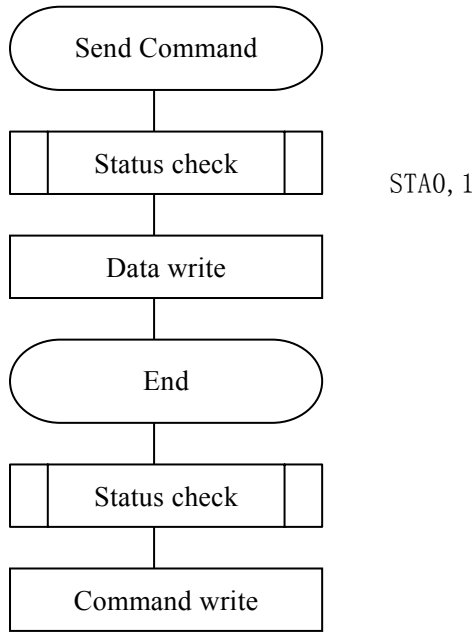 Send Command
Status check
STA0, 1
Data write
End
Status check
Command write